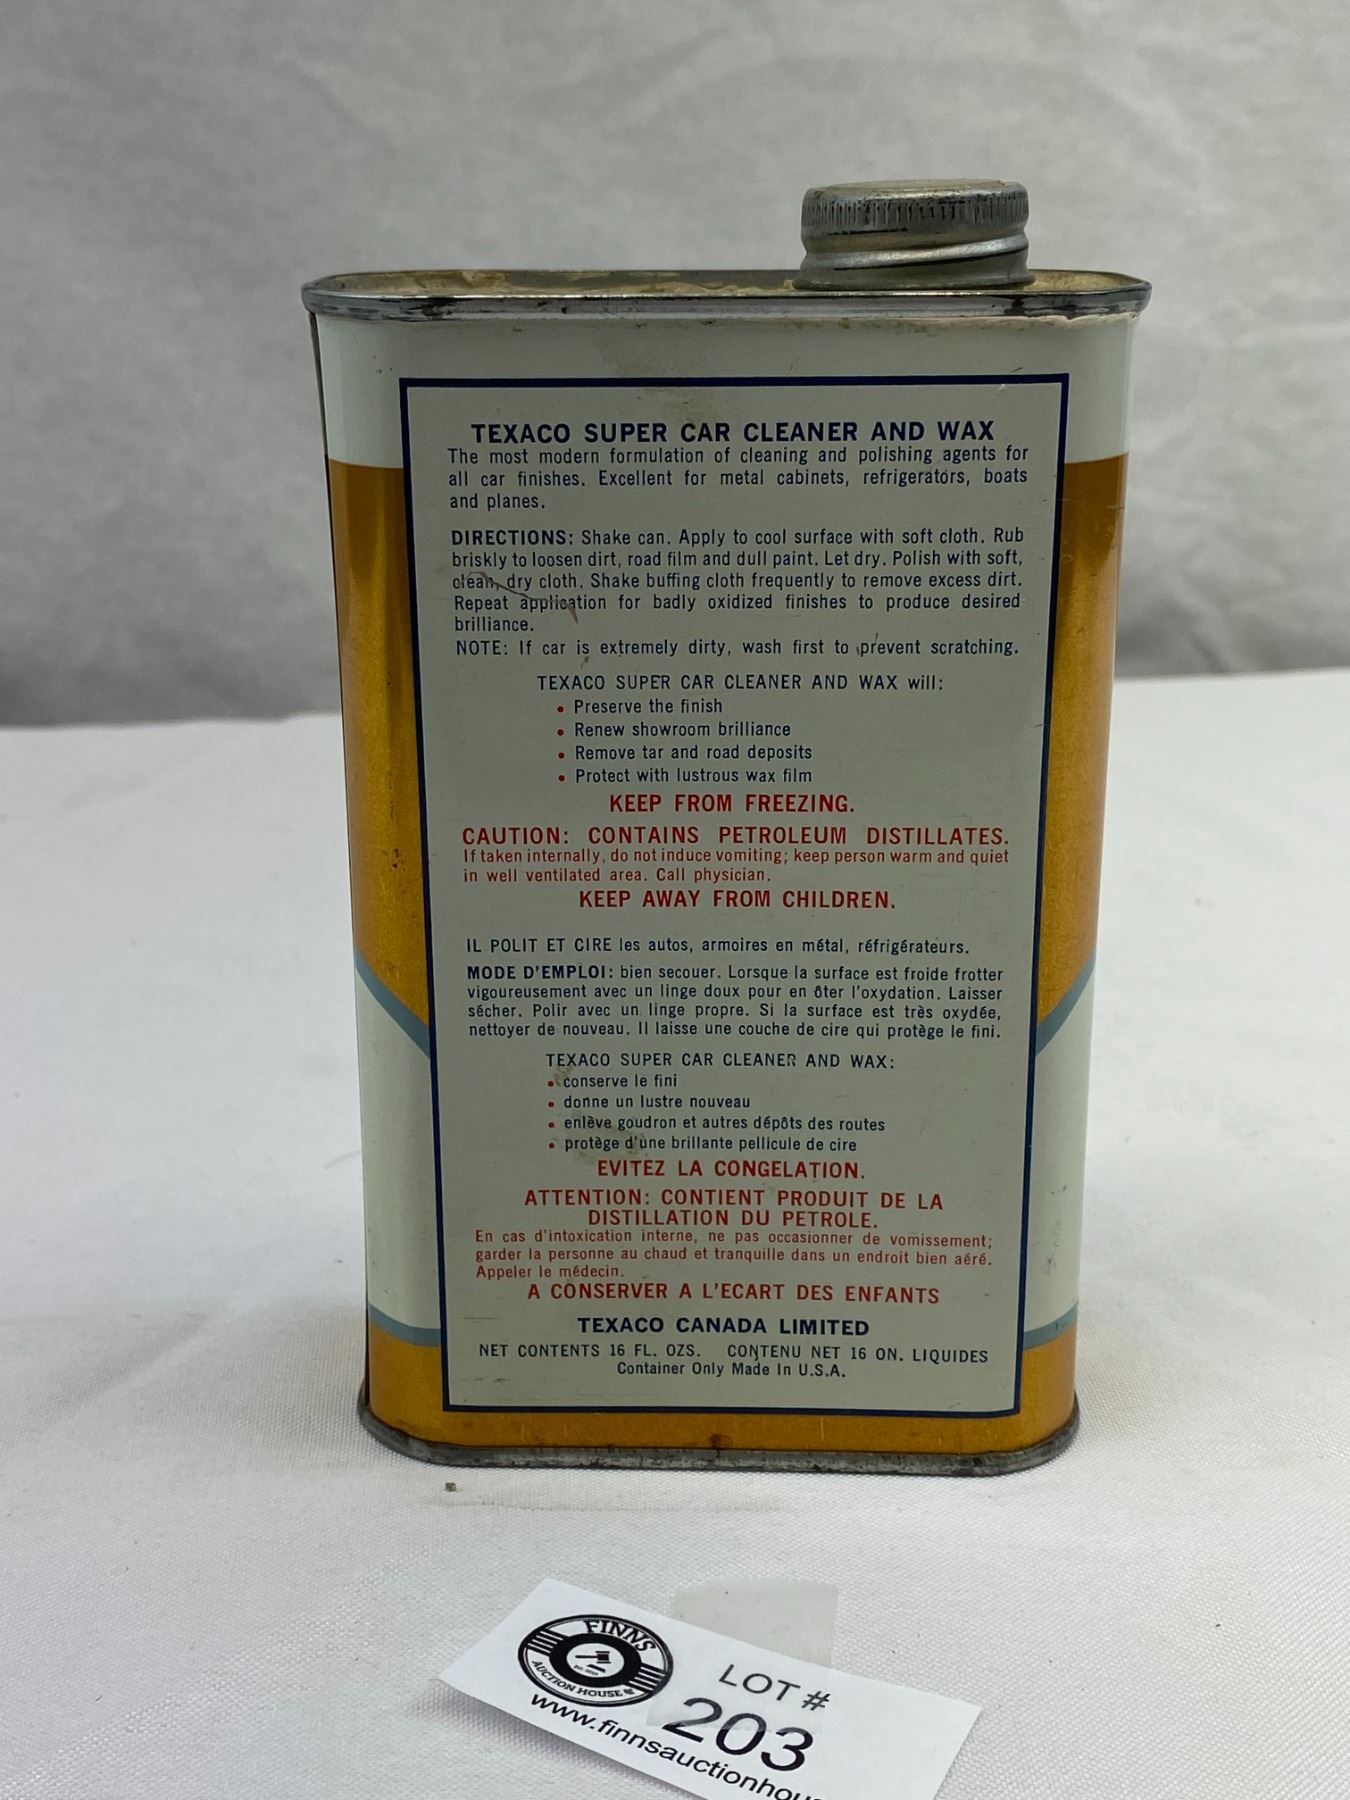 TEXACO SUPER CAR CLEANER AND WAX
The most modern formulation of cleaning and polishing agents for
all car finishes. Excellent for metal cabinets, refrigerators, boats
and planes.
DIRECTIONS: Shake can. Apply to cool surface with soft cloth. Rub
briskly to loosen dirt, road film and dull paint. Let dry. Polish with soft,
clean, dry cloth. Shake buffing cloth frequently to remove excess dirt.
Repeat application for badly oxidized finishes to produce desired
brilliance.
NOTE: If car is extremely dirty, wash first to prevent scratching.
TEXACO SUPER CAR CLEANER AND WAX will:
• Preserve the finish
• Renew showroom brilliance
• Remove tar and road deposits
• Protect with lustrous wax film
KEEP FROM FREEZING.
CAUTION: CONTAINS PETROLEUM DISTILLATES.
If taken internally, do not induce vomiting; keep person warm and quiet
in well ventilated area. Call physician.
KEEP AWAY FROM CHILDREN.
IL POLIT ET CIRE les autos, armoires en métal, réfrigérateurs.
MODE D'EMPLOI: bien secouer. Lorsque la surface est froide frotter
vigoureusement avec un linge doux pour en ôter l'oxydation. Laisser
sécher. Polir avec un linge propre. Si la surface est très oxydée,
nettoyer de nouveau. Il laisse une couche de cire qui protège le fini.
TEXACO SUPER CAR CLEANER AND WAX:
• conserve le fini
• donne un lustre nouveau
• enlève goudron et autres dépôts des routes
• protège d'une brillante pellicule de cire
EVITEZ LA CONGELATION.
ATTENTION: CONTIENT PRODUIT DE LA
DISTILLATION DU PETROLE.
En cas d'intoxication interne, ne pas occasionner de vomissement;
garder la personne au chaud et tranquille dans un endroit bien aéré.
Appeler le médecin.
A CONSERVER A L'ECART DES ENFANTS
TEXACO CANADA LIMITED
NET CONTENTS 16 FL. OZS. CONTENU NET 16 ON. LIQUIDES
Container Only Made In U.S.A.
FINNS
AUCTION HOUSE
LOT #
203
www.finnsauctionhou